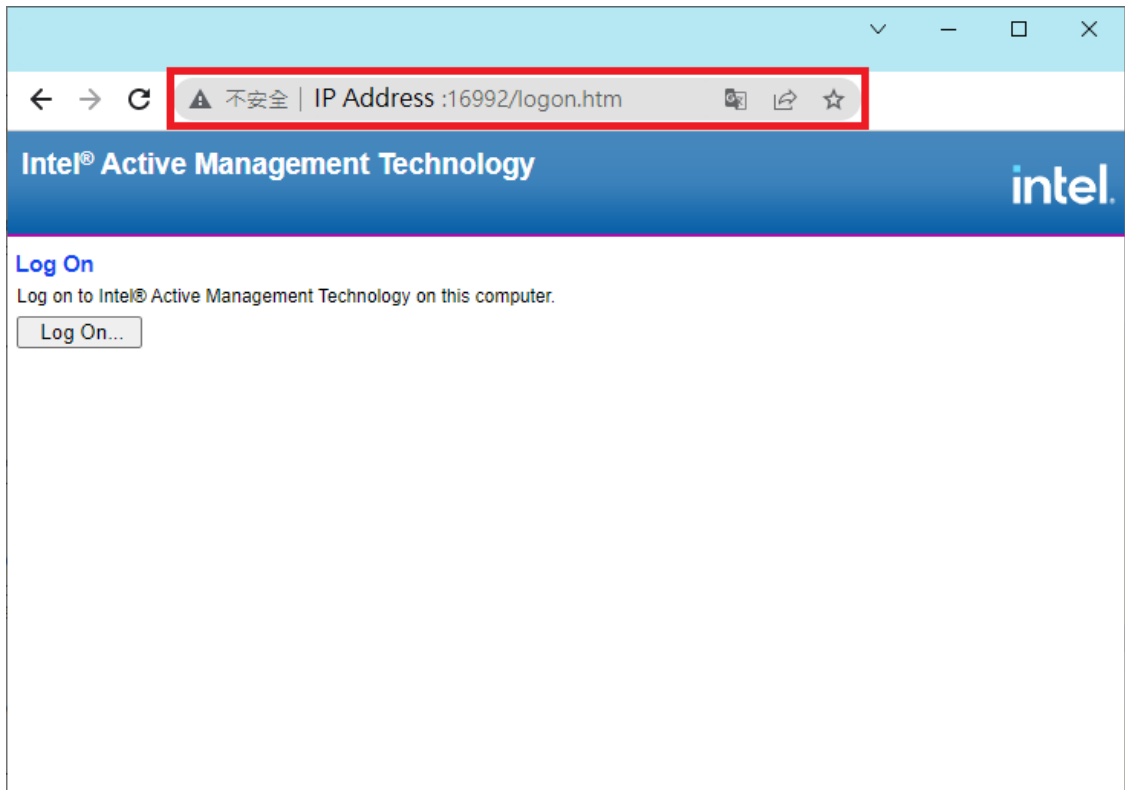 不安全 | IP Address :16992/logon.htm
Intel® Active Management Technology
intel.
Log On
Log on to Intel® Active Management Technology on this computer.
Log On...